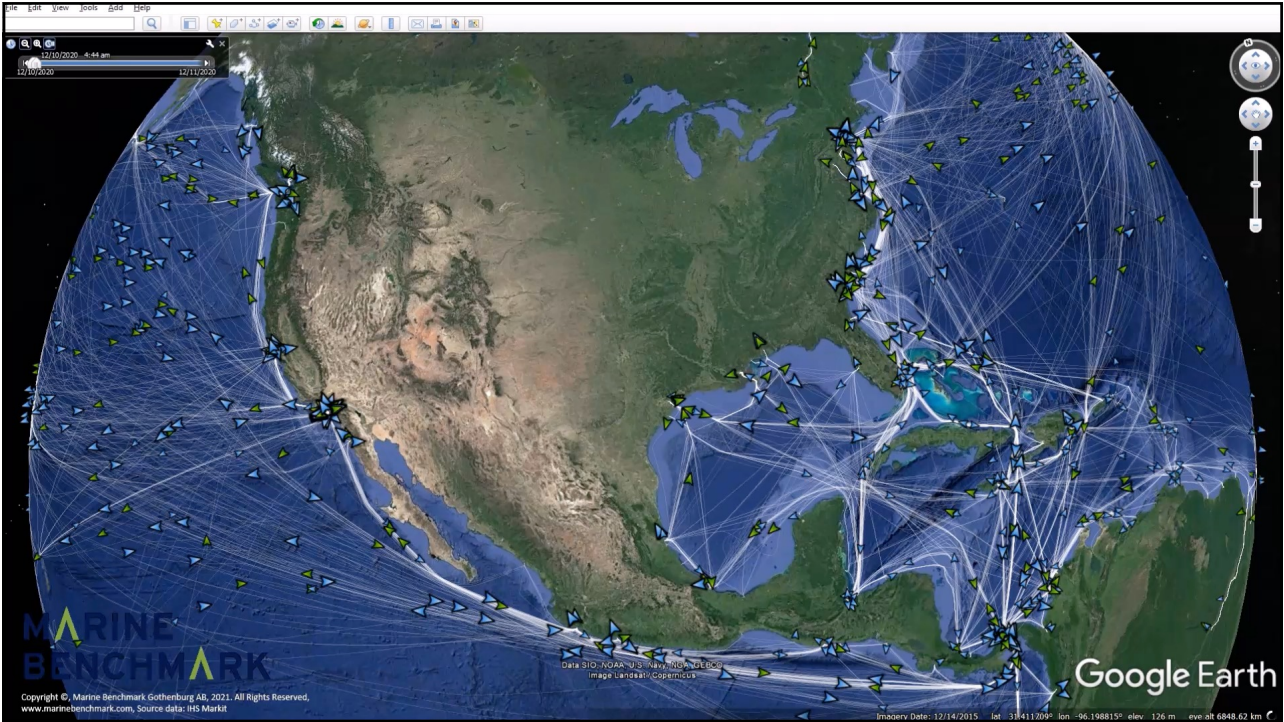 File Edit View Tools Add Help
12/10/2020 4:44 am
12/10/2020 12/11/2020
N
MARINE
BENCHMARK
Data SIO, NOAA, U.S. Navy, NGA, GEBCO
Image Landsat / Copernicus
Google Earth
Copyright ©, Marine Benchmark Gothenburg AB, 2021. All Rights Reserved,
www.marinebenchmark.com, Source data: IHS Markit
Imagery Date: 12/14/2015 lat 31.411709° lon -96.198815° elev 126 m eye alt 6848.62 km